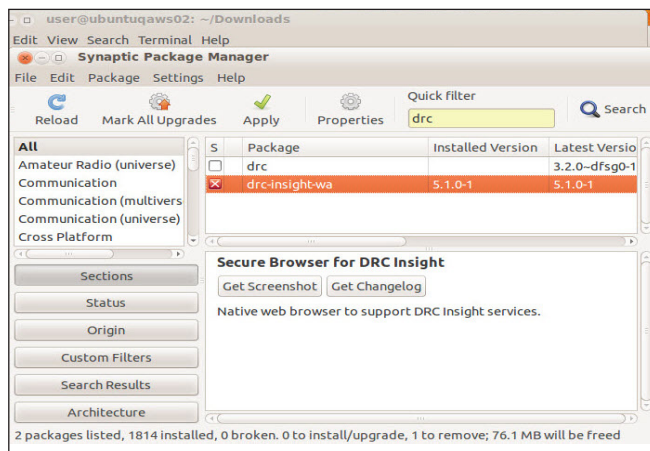 user@ubuntuqaws02: ~/Downloads
Edit View Search Terminal Help
Synaptic Package Manager
File Edit Package Settings Help
Reload Mark All Upgrades Apply Properties Quick filter Search
drc
All
Amateur Radio (universe)
Communication
Communication (multivers
Communication (universe)
Cross Platform
S Package Installed Version Latest Versio
drc 3.2.0~dfsg0-1
drc-insight-wa 5.1.0-1 5.1.0-1
Sections
Status
Origin
Custom Filters
Search Results
Architecture
Secure Browser for DRC Insight
Get Screenshot Get Changelog
Native web browser to support DRC Insight services.
2 packages listed, 1814 installed, 0 broken. 0 to install/upgrade, 1 to remove; 76.1 MB will be freed